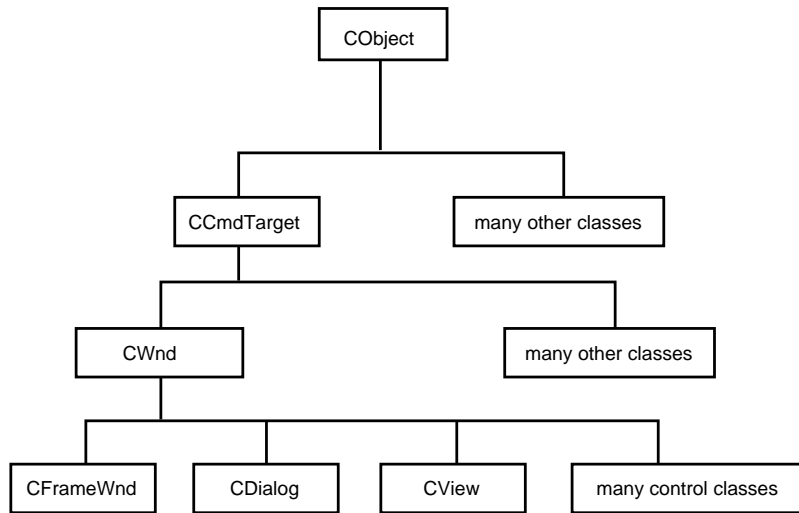 CObject
CCmdTarget
many other classes
CWnd
many other classes
CFrameWnd
CDialog
CView
many control classes